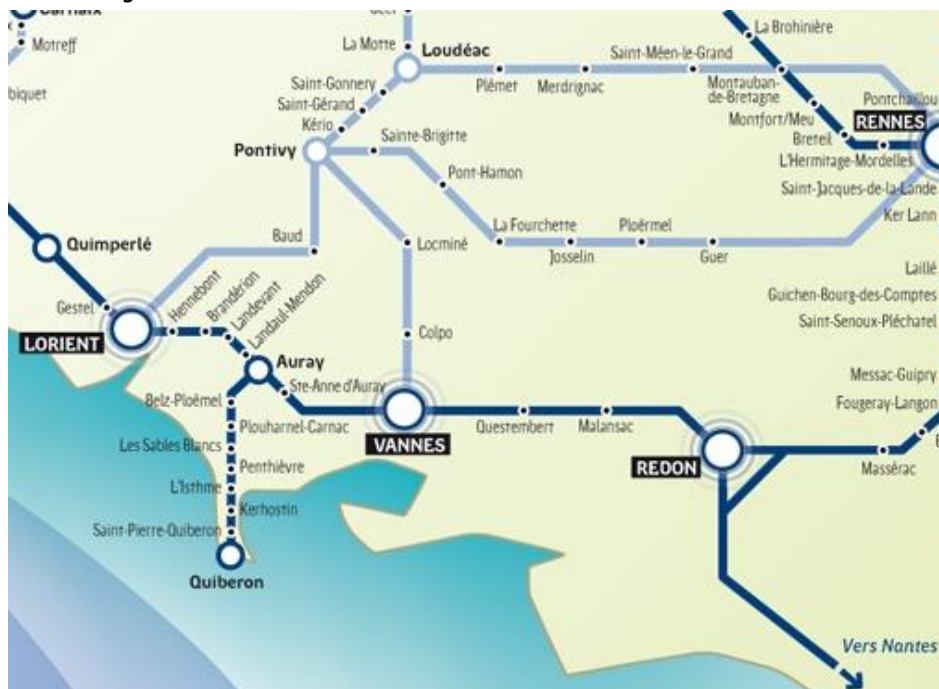 Carhaix
Motreff
La Motte
Loudéac
La Brohinière
Saint-Gonnery
Saint-Gérand
Kério
Plémet
Merdrignac
Saint-Méen-le-Grand
Montauban-
de-Bretagne
Pontchaillou
Montfort/Meu
RENNES
Breteil
L'Hermitage-Mordelles
Pontivy
Sainte-Brigitte
Pont-Hamon
Saint-Jacques-de-la-Lande
Ker Lann
Quimperlé
Baud
Locminé
La Fourchette
Josselin
Ploërmel
Guer
Laillé
Guichen-Bourg-des-Comptes
Saint-Senoux-Pléchatel
Gestel
LORIENT
Hennebont
Brandérion
Landevant
Landaul-Mendon
Colpo
Auray
Ste-Anne d'Auray
Messac-Guipry
Fougeray-Langon
Belz-Ploëmel
Plouharnel-Carnac
VANNES
Questembert
Malansac
Les Sables Blancs
Penthièvre
REDON
Massérac
L'Isthme
Kerhostin
Saint-Pierre-Quiberon
Quiberon
Vers Nantes